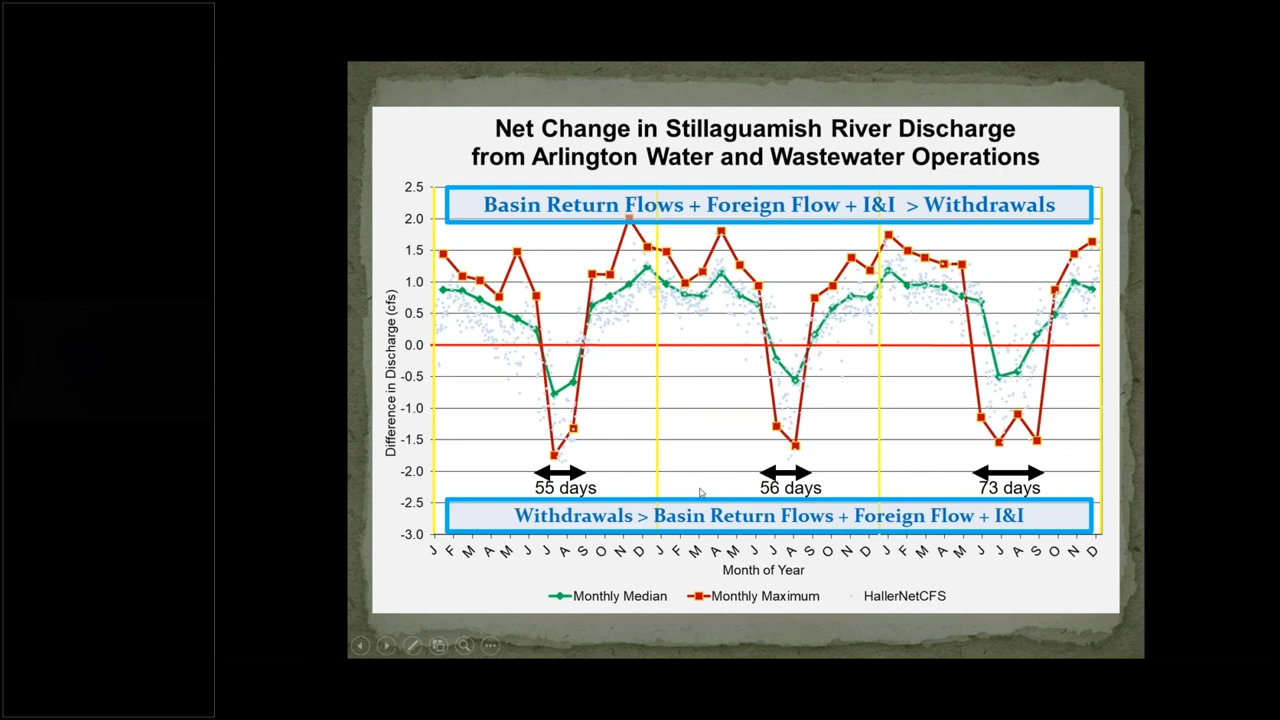 Net Change in Stillaguamish River Discharge
from Arlington Water and Wastewater Operations
Difference in Discharge (cfs)
2.5
2.0
1.5
1.0
0.5
0.0
-0.5
-1.0
-1.5
-2.0
-2.5
-3.0
Basin Return Flows + Foreign Flow + I&I > Withdrawals
55 days 56 days 73 days
Withdrawals > Basin Return Flows + Foreign Flow + I&I
J F M A M J J A S O N D J F M A M J J A S O N D J F M A M J J A S O N D
Month of Year
Monthly Median Monthly Maximum HallerNetCFS